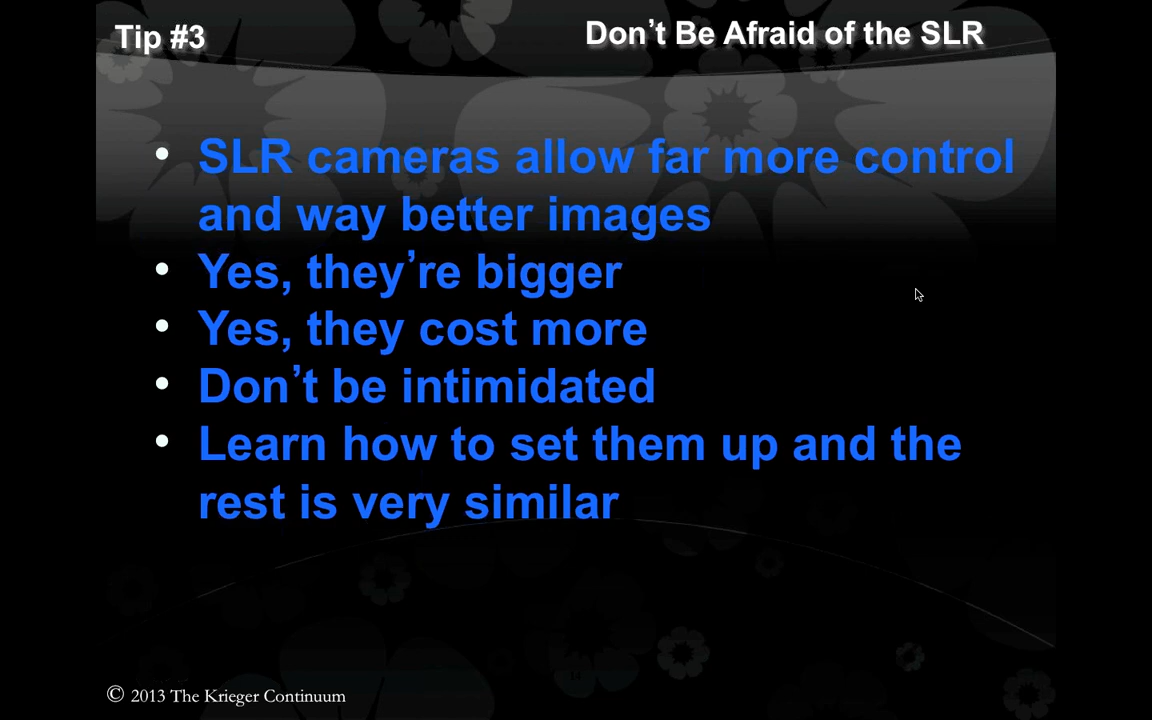 Tip #3
Don’t Be Afraid of the SLR
• SLR cameras allow far more control
and way better images
• Yes, they’re bigger
• Yes, they cost more
• Don’t be intimidated
• Learn how to set them up and the
rest is very similar
© 2013 The Krieger Continuum